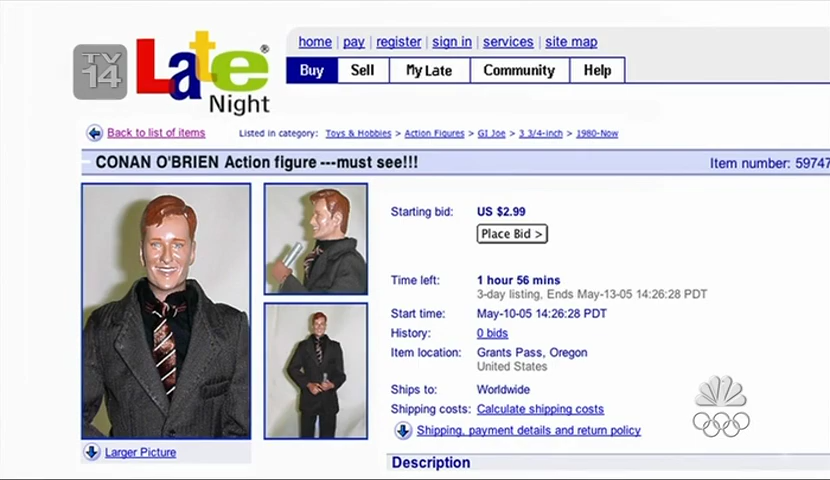 TV
14
Late®
Night
home | pay | register | sign in | services | site map
Buy Sell My Late Community Help
Back to list of items Listed in category: Toys & Hobbies > Action Figures > GI Joe > 3 3/4-inch > 1980-Now
CONAN O'BRIEN Action figure ---must see!!! Item number: 59747
Starting bid: US $2.99
Place Bid >
Time left: 1 hour 56 mins
3-day listing, Ends May-13-05 14:26:28 PDT
Start time: May-10-05 14:26:28 PDT
History: 0 bids
Item location: Grants Pass, Oregon
United States
Ships to: Worldwide
Shipping costs: Calculate shipping costs
Shipping, payment details and return policy
Larger Picture
Description